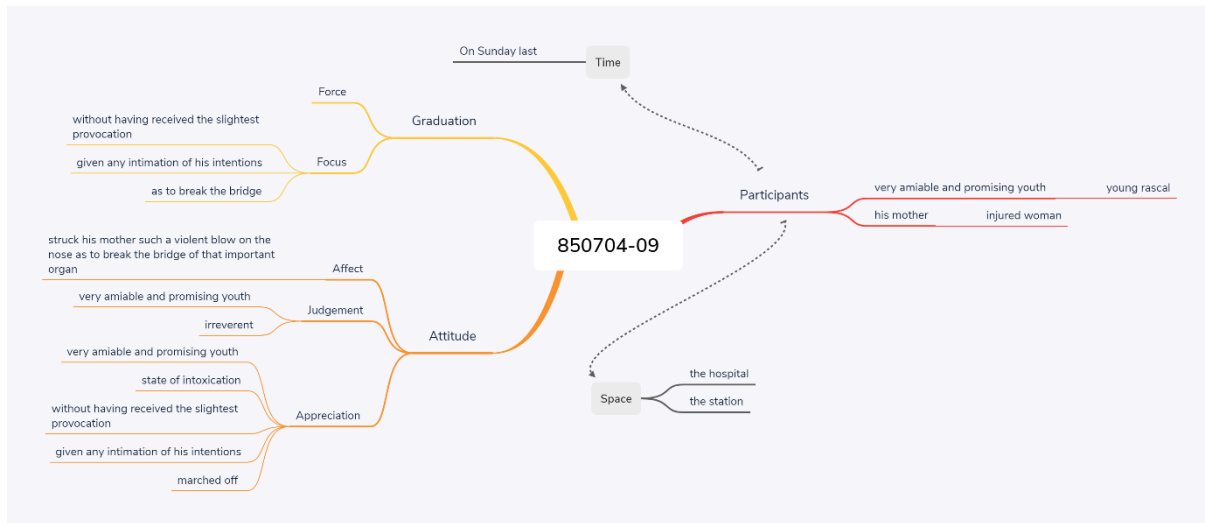 On Sunday last
Time
Force
Graduation
without having received the slightest
provocation
given any intimation of his intentions
Focus
as to break the bridge
Participants
very amiable and promising youth
young rascal
his mother
injured woman
850704-09
struck his mother such a violent blow on the
nose as to break the bridge of that important
organ
Affect
very amiable and promising youth
Judgement
irreverent
Attitude
very amiable and promising youth
state of intoxication
without having received the slightest
provocation
Appreciation
given any intimation of his intentions
marched off
Space
the hospital
the station